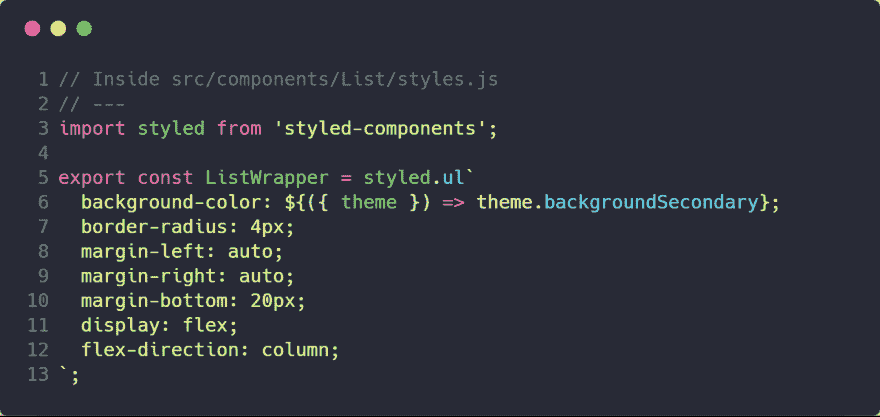 1 // Inside src/components/List/styles.js
2 // ---
3 import styled from 'styled-components';
4
5 export const ListWrapper = styled.ul`
6   background-color: ${({ theme }) => theme.backgroundSecondary};
7   border-radius: 4px;
8   margin-left: auto;
9   margin-right: auto;
10   margin-bottom: 20px;
11   display: flex;
12   flex-direction: column;
13 `;